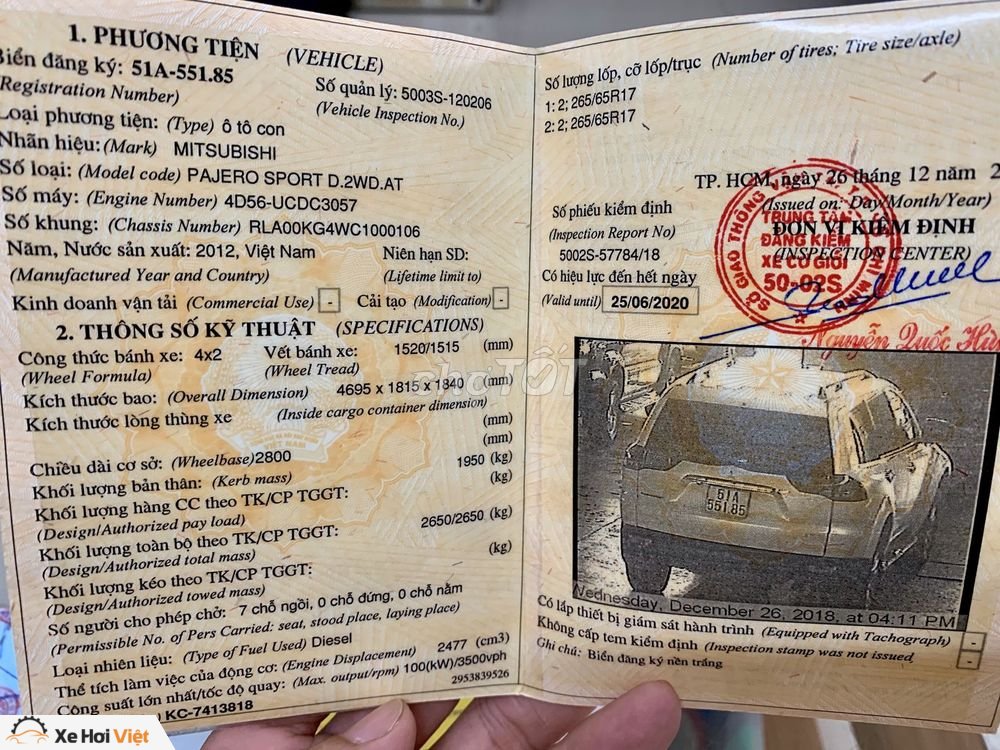 1. PHƯƠNG TIỆN (VEHICLE)
Biển đăng ký: 51A-551.85
(Registration Number)
Số quản lý: 5003S-120206
(Vehicle Inspection No.)
Loại phương tiện: (Type) ô tô con
Nhãn hiệu: (Mark) MITSUBISHI
Số loại: (Model code) PAJERO SPORT D.2WD.AT
Số máy: (Engine Number) 4D56-UCDC3057
Số khung: (Chassis Number) RLA00KG4WC1000106
Năm, Nước sản xuất: 2012, Việt Nam Niên hạn SD:
(Manufactured Year and Country) (Lifetime limit to)
Kinh doanh vận tải (Commercial Use) - Cải tạo (Modification) -
2. THÔNG SỐ KỸ THUẬT (SPECIFICATIONS)
Công thức bánh xe: 4x2 Vết bánh xe: 1520/1515 (mm)
(Wheel Formula) (Wheel Tread)
Kích thước bao: (Overall Dimension) 4695 x 1815 x 1840 (mm)
Kích thước lòng thùng xe (Inside cargo container dimension)
(mm)
(mm)
Chiều dài cơ sở: (Wheelbase) 2800
Khối lượng bản thân: (Kerb mass) 1950 (kg)
Khối lượng hàng CC theo TK/CP TGGT:
(Design/Authorized pay load) (kg)
Khối lượng toàn bộ theo TK/CP TGGT: 2650/2650 (kg)
(Design/Authorized total mass)
Khối lượng kéo theo TK/CP TGGT: (kg)
(Design/Authorized towed mass)
Số người cho phép chở: 7 chỗ ngồi, 0 chỗ đứng, 0 chỗ nằm
(Permissible No. of Pers Carried: seat, stood place, laying place)
Loại nhiên liệu: (Type of Fuel Used) Diesel
Thể tích làm việc của động cơ: (Engine Displacement) 2477 (cm3)
Công suất lớn nhất/tốc độ quay: (Max. output/rpm) 100(kW)/3500vph
2953839526
KC-7413818
Số lượng lốp, cỡ lốp/trục (Number of tires; Tire size/axle)
1: 2; 265/65R17
2: 2; 265/65R17
TP. HCM, ngày 26 tháng 12 năm 2
(Issued on: Day/Month/Year)
Số phiếu kiểm định
(Inspection Report No)
5002S-57784/18
ĐƠN VỊ KIỂM ĐỊNH
(INSPECTION CENTER)
Có hiệu lực đến hết ngày
(Valid until) 25/06/2020
TRUNG TÂM
ĐĂNG KIỂM
XE CƠ GIỚI
50-02S
SỞ GIAO THÔNG
Nguyễn Quốc
chợTỐT
51A
551.85
Wednesday, December 26, 2018, at 04:11 PM
Có lắp thiết bị giám sát hành trình (Equipped with Tachograph) -
Không cấp tem kiểm định (Inspection stamp was not issued -
Ghi chú: Biển đăng ký nền trắng
Xe Hơi Việt